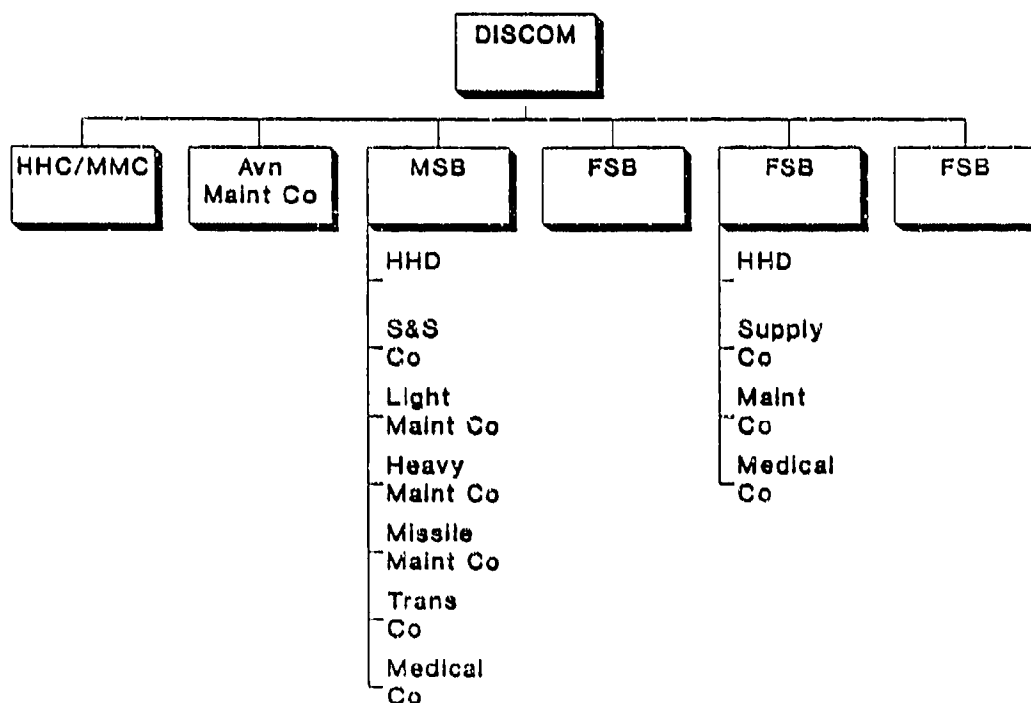 DISCOM
HHC/MMC
Avn
Maint Co
MSB
FSB
FSB
FSB
HHD
S&S
Co
Light
Maint Co
Heavy
Maint Co
Missile
Maint Co
Trans
Co
Medical
Co
HHD
Supply
Co
Maint
Co
Medical
Co